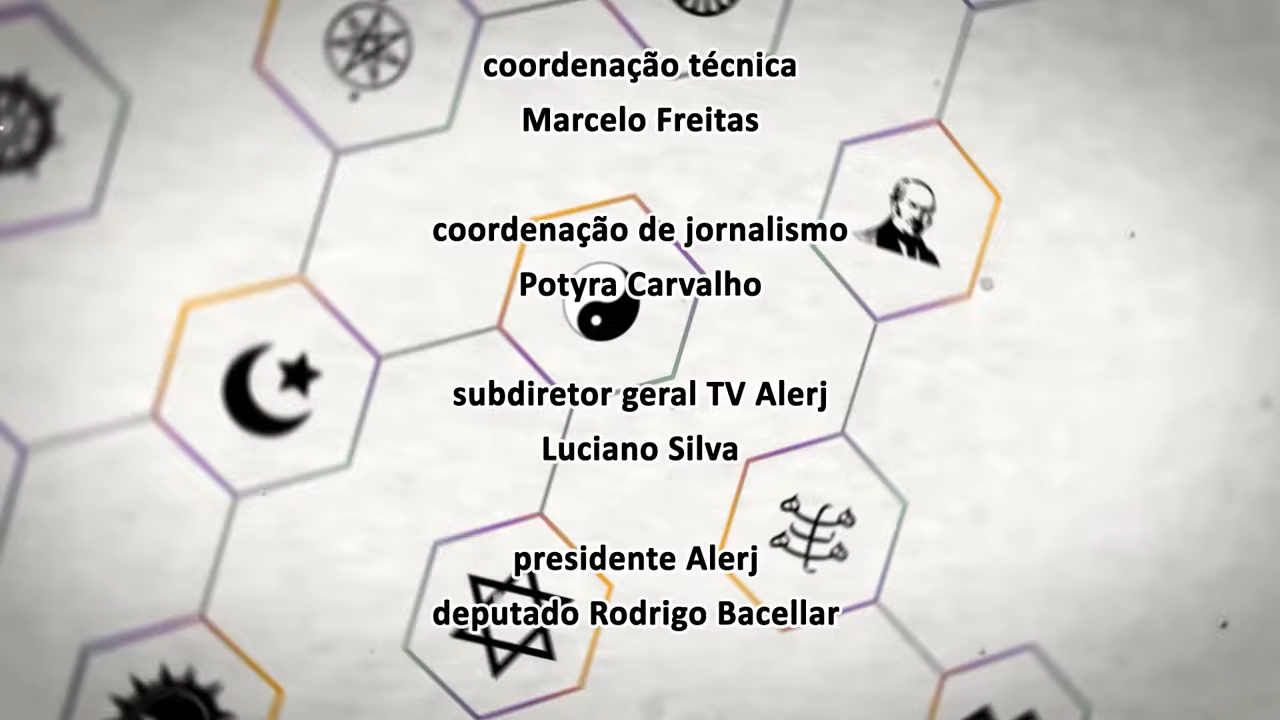 coordenação técnica
Marcelo Freitas
coordenação de jornalismo
Potyra Carvalho
subdiretor geral TV Alerj
Luciano Silva
presidente Alerj
deputado Rodrigo Bacellar